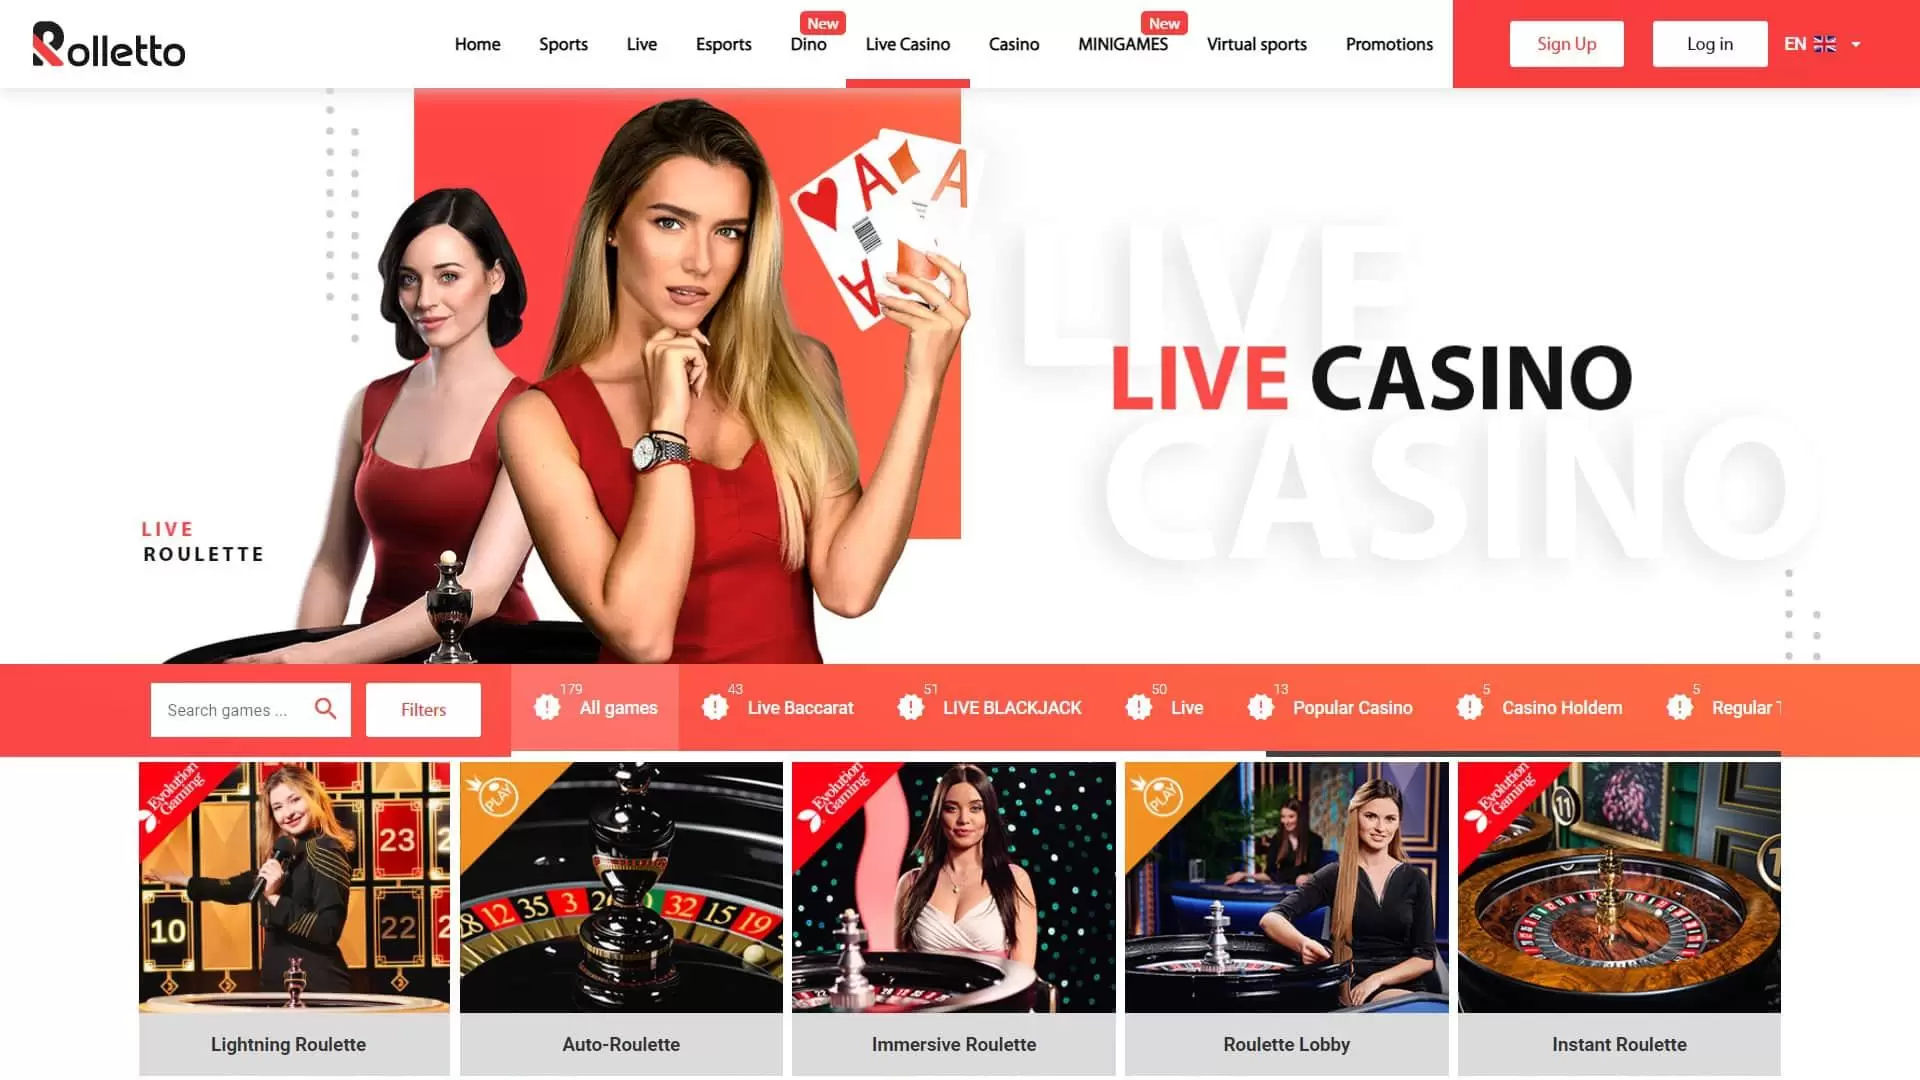 Rolletto
Home Sports Live Esports Dino New Live Casino Casino MINIGAMES New Virtual sports Promotions
Sign Up Log in EN
A A
A
LIVE
LIVE CASINO
CASINO
LIVE
ROULETTE
Search games ... Filters
179 All games 43 Live Baccarat 51 LIVE BLACKJACK 50 Live 13 Popular Casino 5 Casino Holdem 5 Regular
Evolution Gaming
23
10 22
PLAY
8 12 35 3 32 15 19
Evolution Gaming
PLAY
Evolution Gaming
11
Lightning Roulette
Auto-Roulette
Immersive Roulette
Roulette Lobby
Instant Roulette